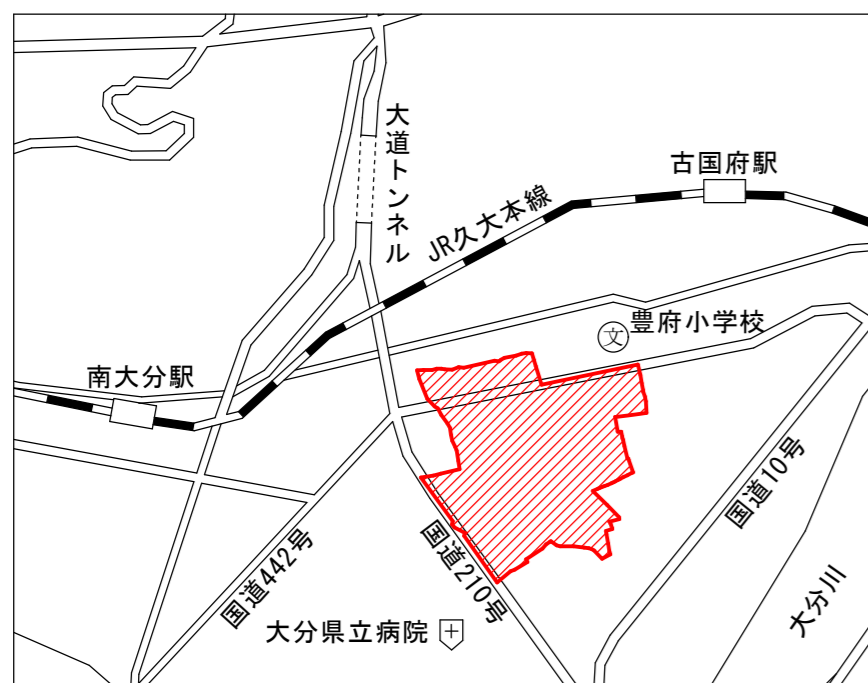 大道トンネル
古国府駅
JR久大本線
文
豊府小学校
南大分駅
国道10号
国道442号
国道210号
大分川
大分県立病院